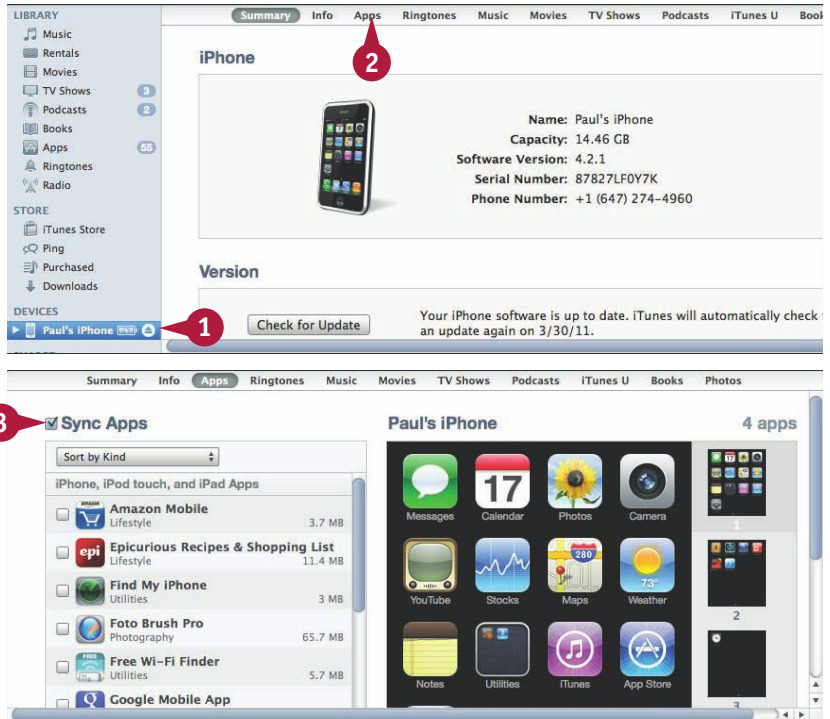 LIBRARY
Music
Rentals
Movies
TV Shows 3
Podcasts 2
Books
Apps 55
Ringtones
Radio
STORE
iTunes Store
Ping
Purchased
Downloads
DEVICES
Paul's iPhone
1
Summary Info Apps Ringtones Music Movies TV Shows Podcasts iTunes U
2
iPhone
Name: Paul's iPhone
Capacity: 14.46 GB
Software Version: 4.2.1
Serial Number: 87827LF0Y7K
Phone Number: +1 (647) 274-4960
Version
Check for Update
Your iPhone software is up to date. iTunes will automatically check
an update again on 3/30/11.
Summary Info Apps Ringtones Music Movies TV Shows Podcasts iTunes U Books Photos
3
Sync Apps
Sort by Kind
iPhone, iPod touch, and iPad Apps
Amazon Mobile
Lifestyle 3.7 MB
epi
Epicurious Recipes & Shopping List
Lifestyle 11.4 MB
Find My iPhone
Utilities 3 MB
Foto Brush Pro
Photography 65.7 MB
FREE
Free Wi-Fi Finder
Utilities 5.7 MB
Google Mobile App
Paul's iPhone
4 apps
17
280
73°
Messages Calendar Photos Camera
YouTube Stocks Maps Weather
Notes Utilities iTunes App Store
1
2
3